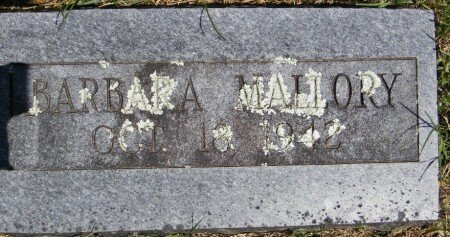 BARBARA MALLORY
OCT. 18, 1942